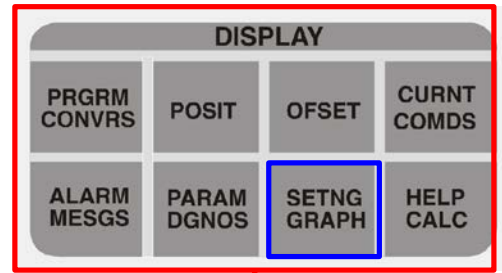 DISPLAY
PRGRM
CONVRS
POSIT
OFSET
CURNT
COMDS
ALARM
MESGS
PARAM
DGNOS
SETNG
GRAPH
HELP
CALC